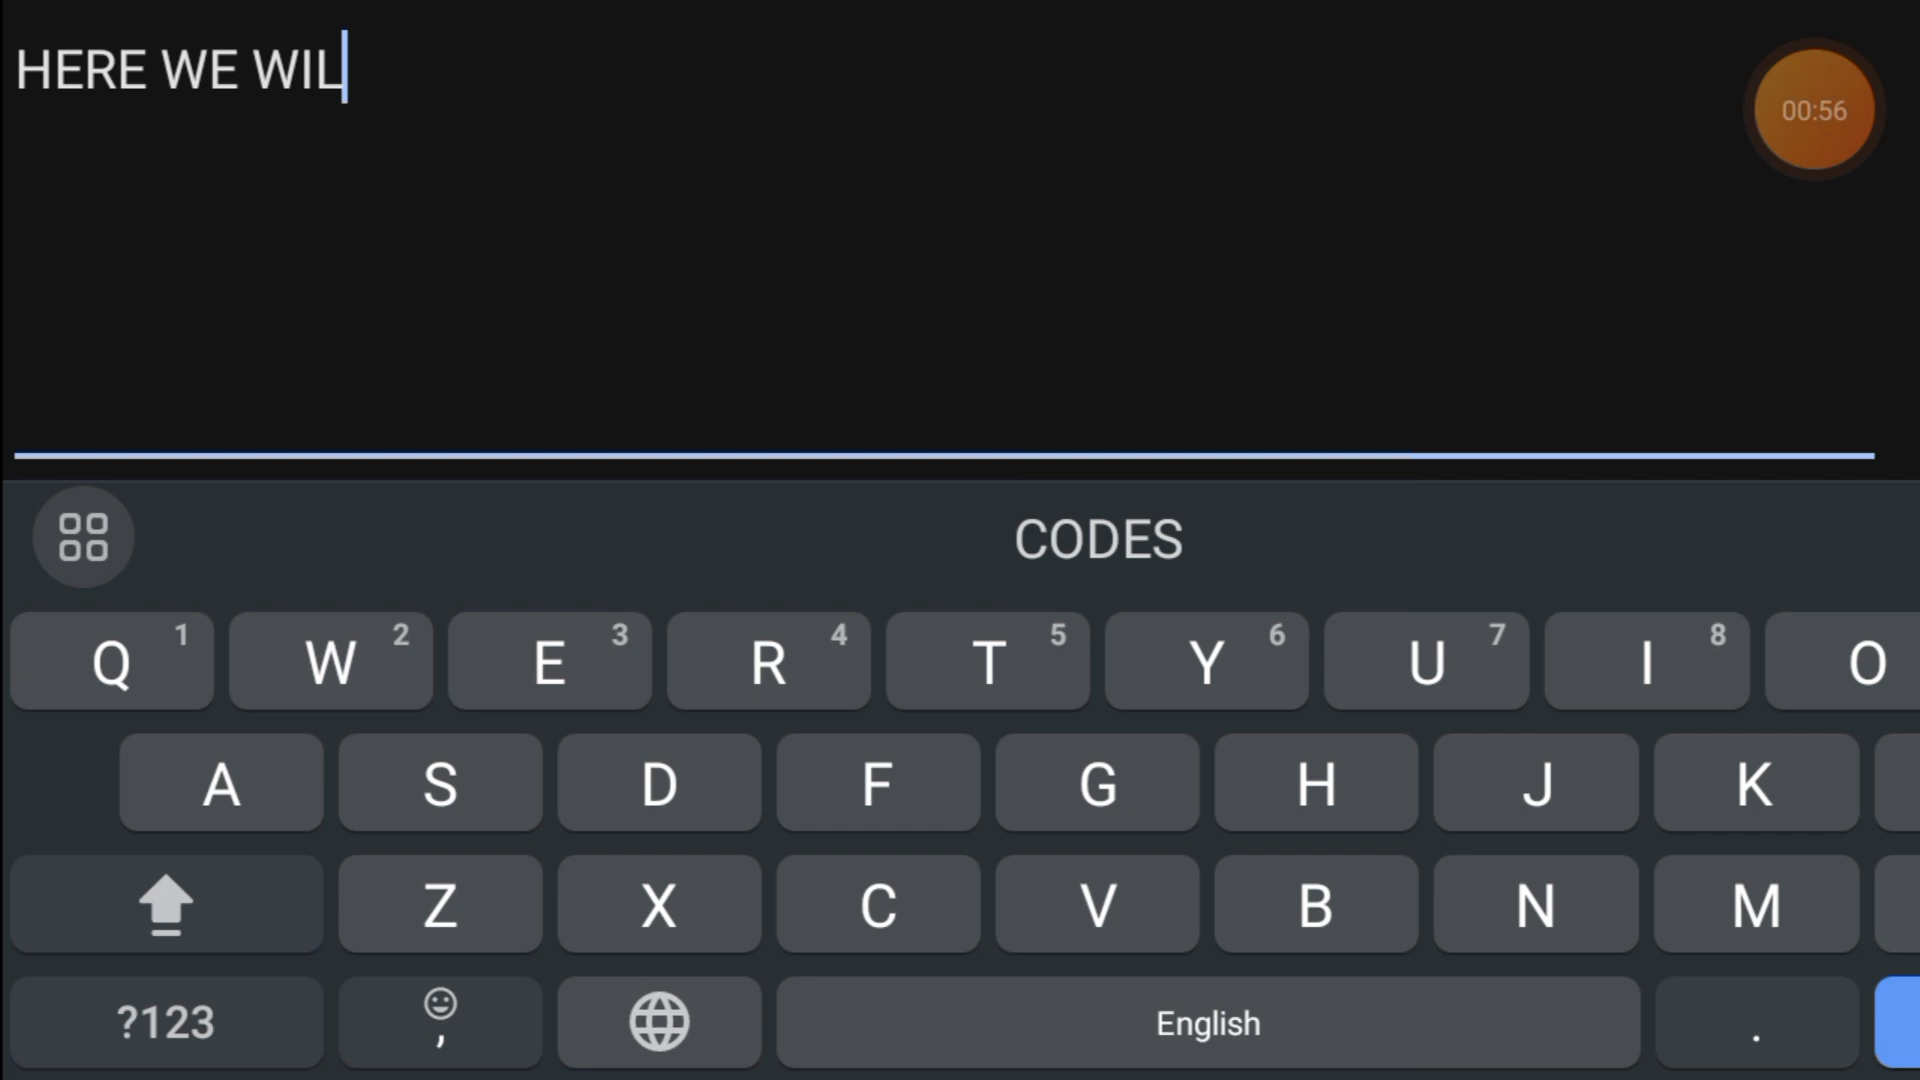 HERE WE WIL
00:56
CODES
Q 1 W 2 E 3 R 4 T 5 Y 6 U 7 I 8 O
A S D F G H J K
Z X C V B N M
?123 , English .